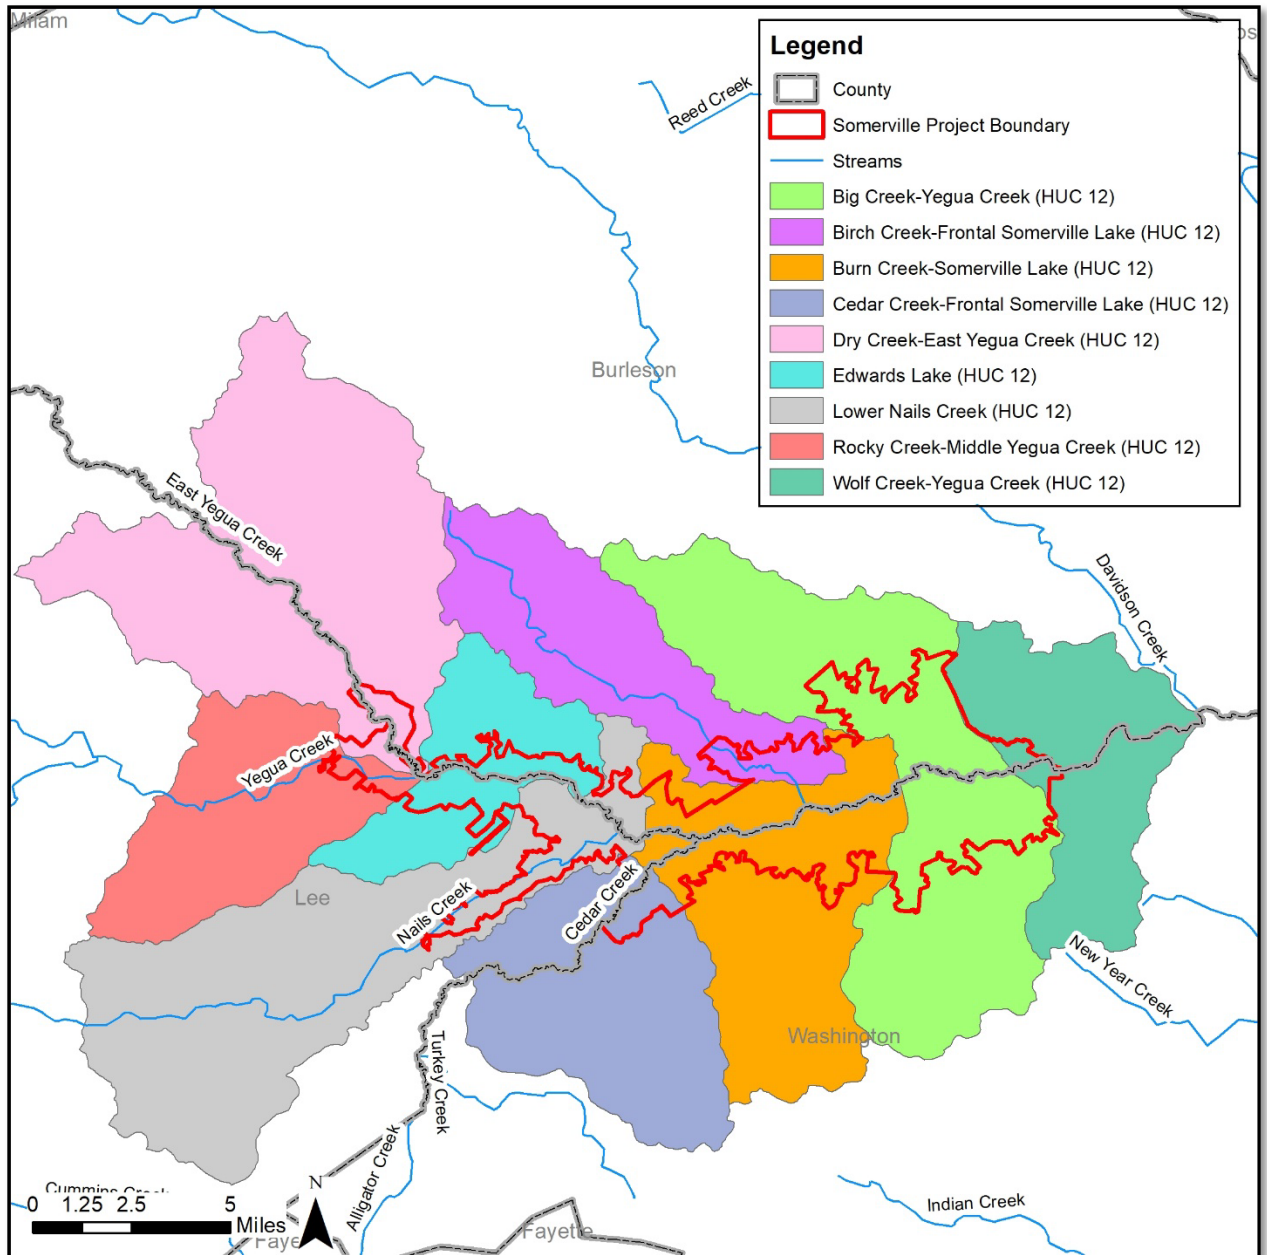 Milam
Reed Creek
Legend
County
Somerville Project Boundary
Streams
Big Creek-Yegua Creek (HUC 12)
Birch Creek-Frontal Somerville Lake (HUC 12)
Burn Creek-Somerville Lake (HUC 12)
Cedar Creek-Frontal Somerville Lake (HUC 12)
Dry Creek-East Yegua Creek (HUC 12)
Edwards Lake (HUC 12)
Lower Nails Creek (HUC 12)
Rocky Creek-Middle Yegua Creek (HUC 12)
Wolf Creek-Yegua Creek (HUC 12)
Burleson
East Yegua Creek
Davidson Creek
Yegua Creek
Lee
Nails Creek
Cedar Creek
New Year Creek
Washington
Turkey Creek
Alligator Creek
Indian Creek
N
0 1.25 2.5 5
Miles
Fayette